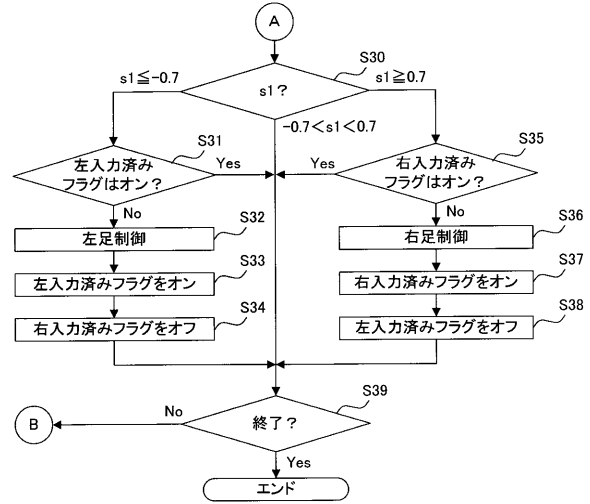 A
S30
s1≦-0.7
s1?
s1≧0.7
-0.7<s1<0.7
S31
左入力済み
フラグはオン?
Yes
No
S35
右入力済み
フラグはオン?
Yes
No
S32
左足制御
S33
左入力済みフラグをオン
S34
右入力済みフラグをオフ
S36
右足制御
S37
右入力済みフラグをオン
S38
左入力済みフラグをオフ
S39
終了?
No
B
Yes
エンド